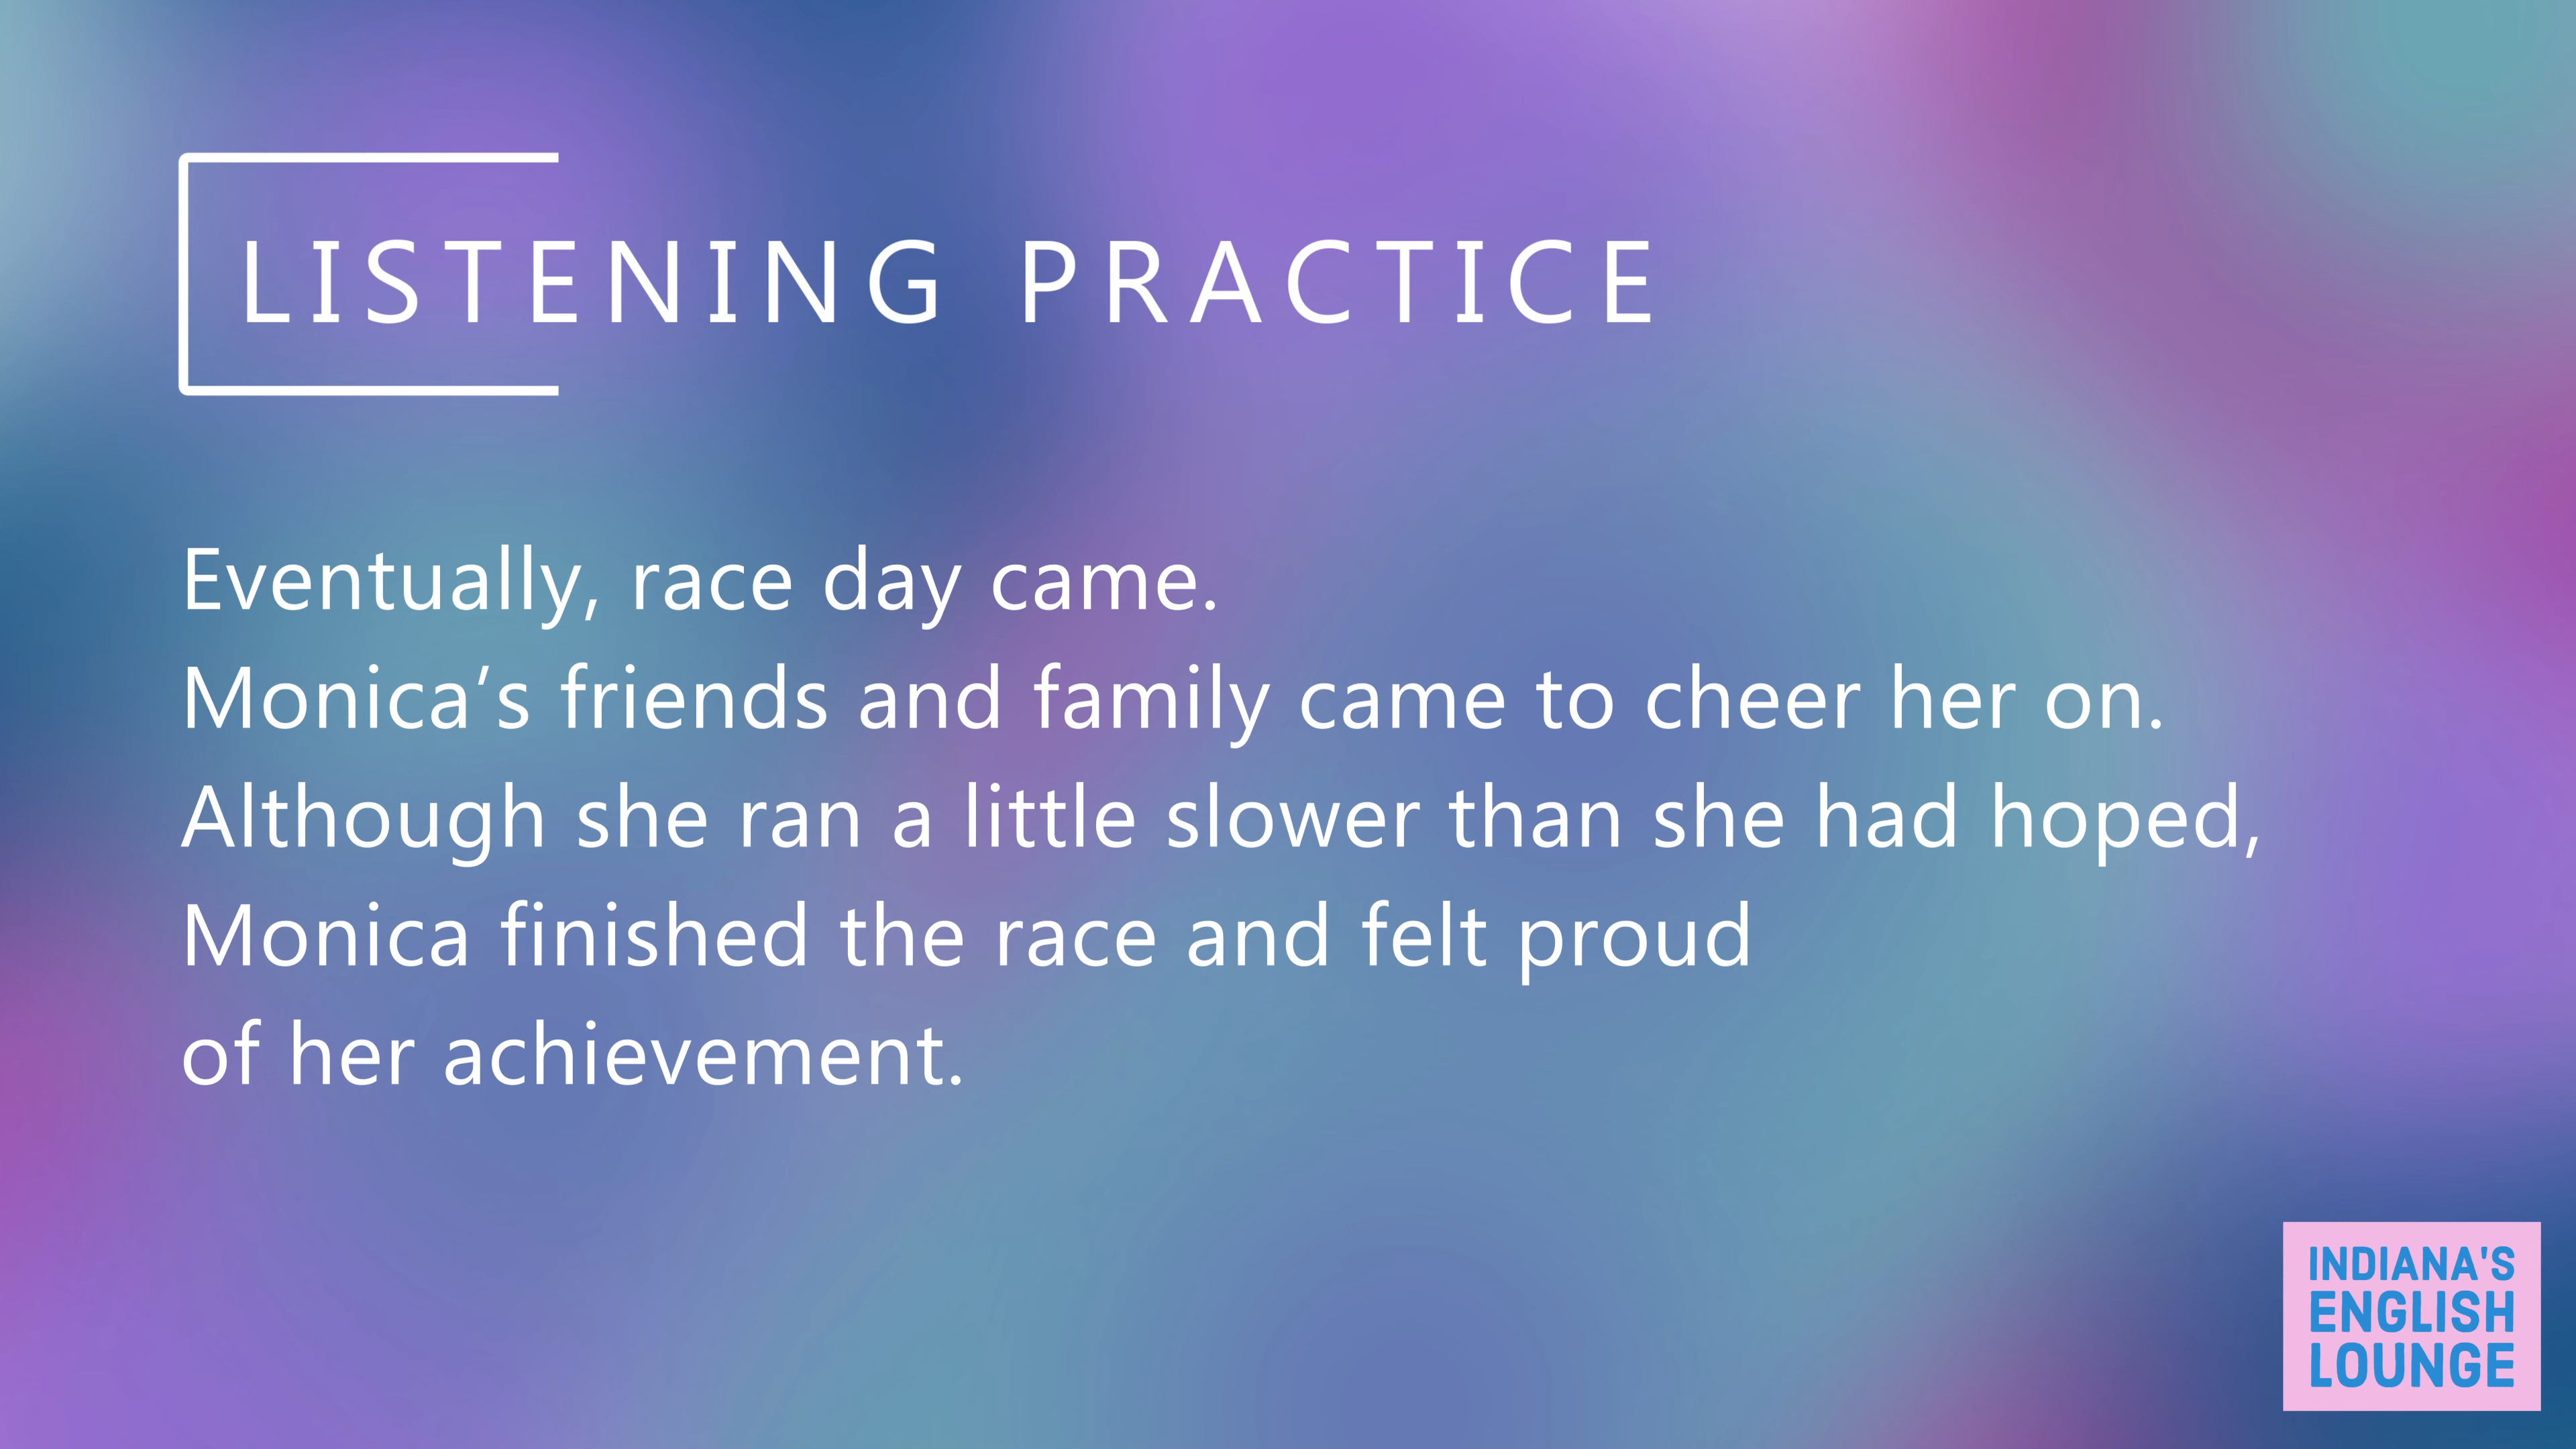 LISTENING PRACTICE
Eventually, race day came.
Monica’s friends and family came to cheer her on.
Although she ran a little slower than she had hoped,
Monica finished the race and felt proud
of her achievement.
INDIANA'S
ENGLISH
LOUNGE